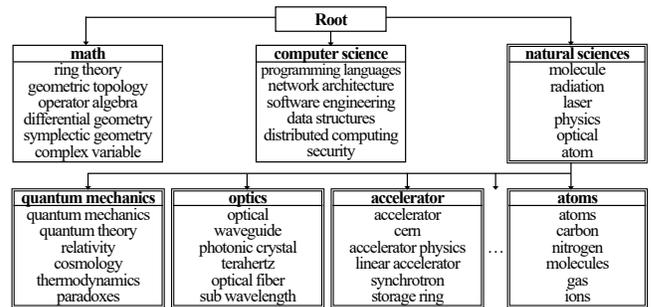 Root
math
ring theory
geometric topology
operator algebra
differential geometry
symplectic geometry
complex variable
computer science
programming languages
network architecture
software engineering
data structures
distributed computing
security
natural sciences
molecule
radiation
laser
physics
optical
atom
quantum mechanics
quantum mechanics
quantum theory
relativity
cosmology
thermodynamics
paradoxes
optics
optical
waveguide
photonic crystal
terahertz
optical fiber
sub wavelength
accelerator
accelerator
cern
accelerator physics
linear accelerator
synchrotron
storage ring
...
atoms
atoms
carbon
nitrogen
molecules
gas
ions